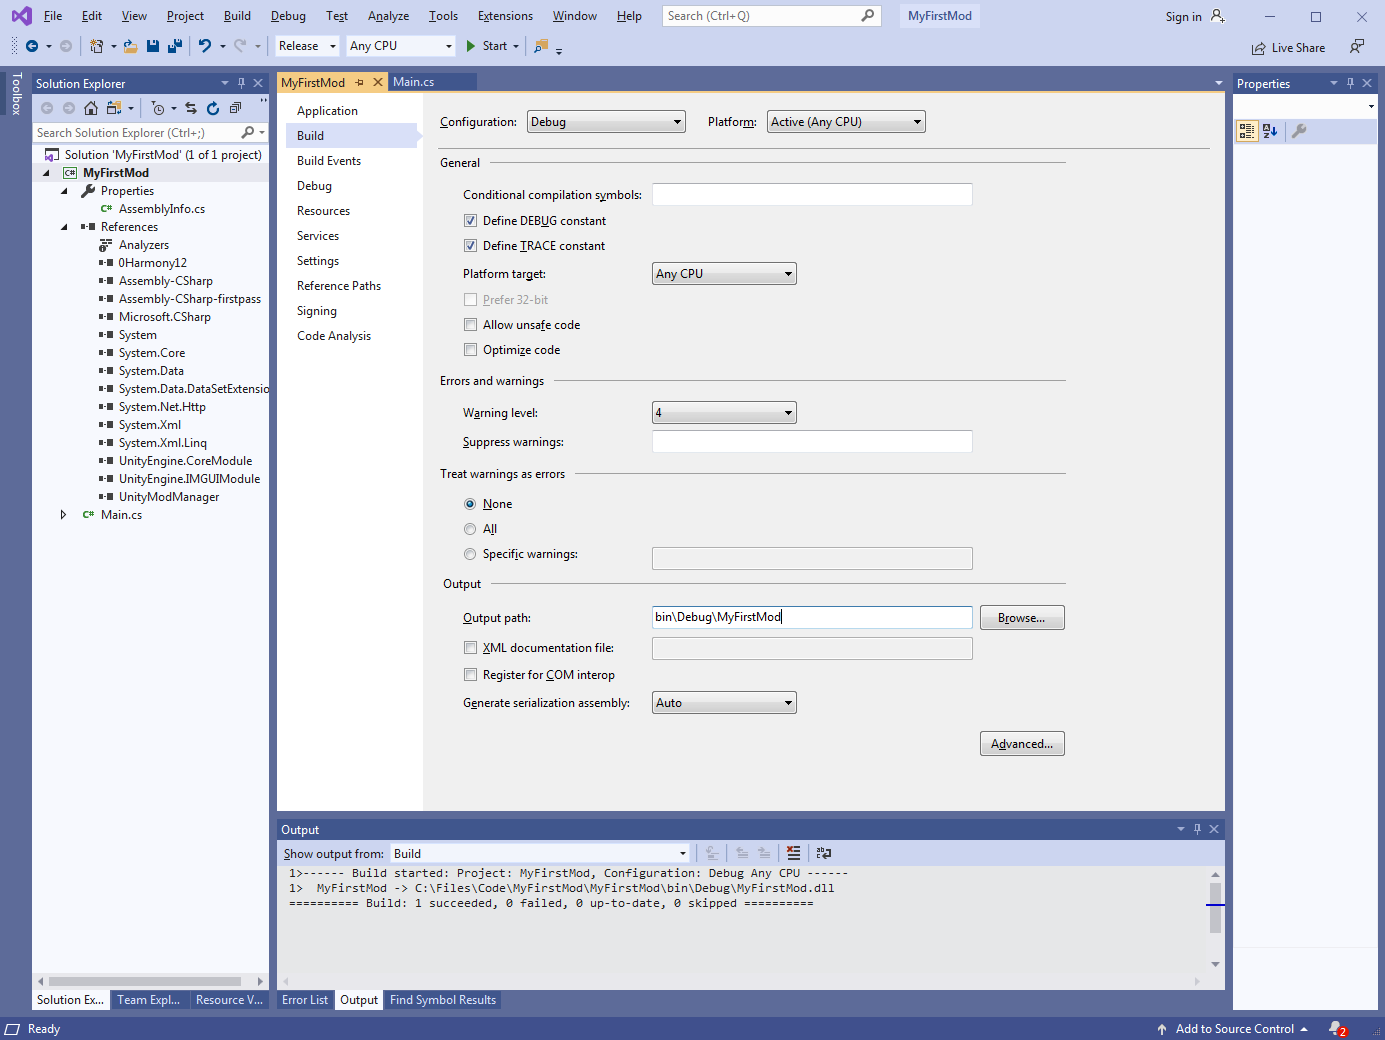 File Edit View Project Build Debug Test Analyze Tools Extensions Window Help Search (Ctrl+Q) MyFirstMod Sign in
Release Any CPU Start Live Share
Toolbox
Solution Explorer
Search Solution Explorer (Ctrl+;)
Solution 'MyFirstMod' (1 of 1 project)
C# MyFirstMod
Properties
C# AssemblyInfo.cs
References
Analyzers
0Harmony12
Assembly-CSharp
Assembly-CSharp-firstpass
Microsoft.CSharp
System
System.Core
System.Data
System.Data.DataSetExtensio
System.Net.Http
System.Xml
System.Xml.Linq
UnityEngine.CoreModule
UnityEngine.IMGUIModule
UnityModManager
C# Main.cs
Solution Ex... Team Expl... Resource V...
MyFirstMod Main.cs
Application
Build
Build Events
Debug
Resources
Services
Settings
Reference Paths
Signing
Code Analysis
Configuration: Debug Platform: Active (Any CPU)
General
Conditional compilation symbols:
Define DEBUG constant
Define TRACE constant
Platform target: Any CPU
Prefer 32-bit
Allow unsafe code
Optimize code
Errors and warnings
Warning level: 4
Suppress warnings:
Treat warnings as errors
None
All
Specific warnings:
Output
Output path: bin\Debug\MyFirstMod Browse...
XML documentation file:
Register for COM interop
Generate serialization assembly: Auto
Advanced...
Output
Show output from: Build
1>------ Build started: Project: MyFirstMod, Configuration: Debug Any CPU ------
1>  MyFirstMod -> C:\Files\Code\MyFirstMod\MyFirstMod\bin\Debug\MyFirstMod.dll
========== Build: 1 succeeded, 0 failed, 0 up-to-date, 0 skipped ==========
Error List Output Find Symbol Results
Properties
Ready Add to Source Control 2